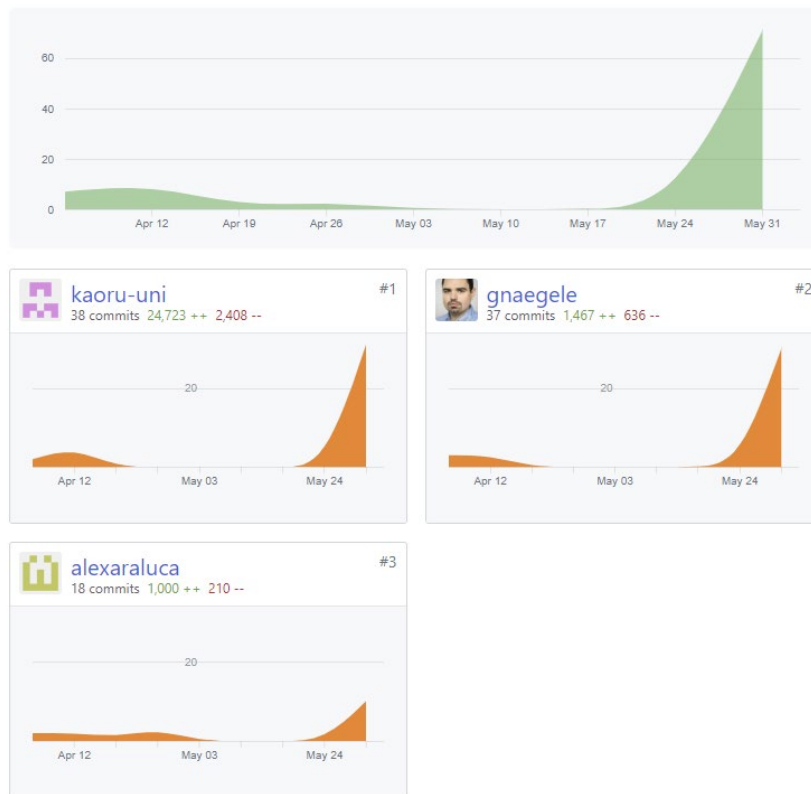 60
40
20
0
Apr 12 Apr 19 Apr 26 May 03 May 10 May 17 May 24 May 31
kaoru-uni #1
38 commits 24,723 ++ 2,408 --
20
Apr 12 May 03 May 24
gnaegele #2
37 commits 1,467 ++ 636 --
20
Apr 12 May 03 May 24
alexaraluca #3
18 commits 1,000 ++ 210 --
20
Apr 12 May 03 May 24